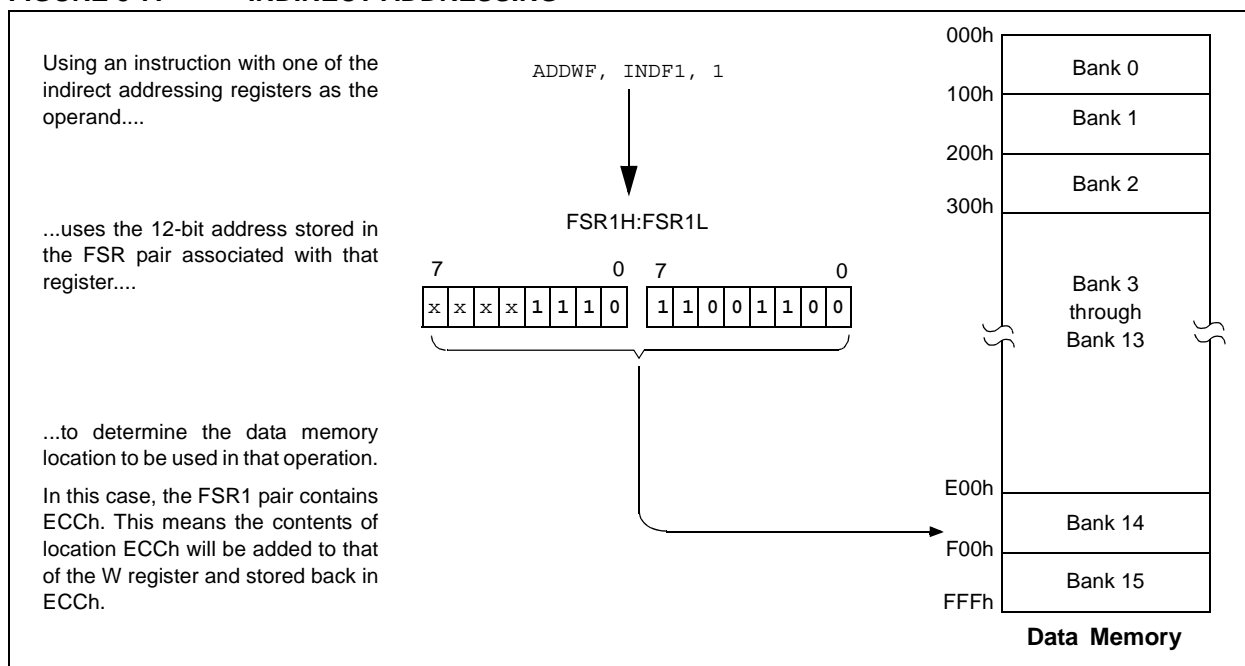 Using an instruction with one of the
indirect addressing registers as the
operand....
ADDWF, INDF1, 1
...uses the 12-bit address stored in
the FSR pair associated with that
register....
FSR1H:FSR1L
7 0 7 0
x x x x 1 1 1 0 1 1 0 0 1 1 0 0
...to determine the data memory
location to be used in that operation.
In this case, the FSR1 pair contains
ECCh. This means the contents of
location ECCh will be added to that
of the W register and stored back in
ECCh.
000h
Bank 0
100h
Bank 1
200h
Bank 2
300h
Bank 3
through
Bank 13
E00h
Bank 14
F00h
Bank 15
FFFh
Data Memory